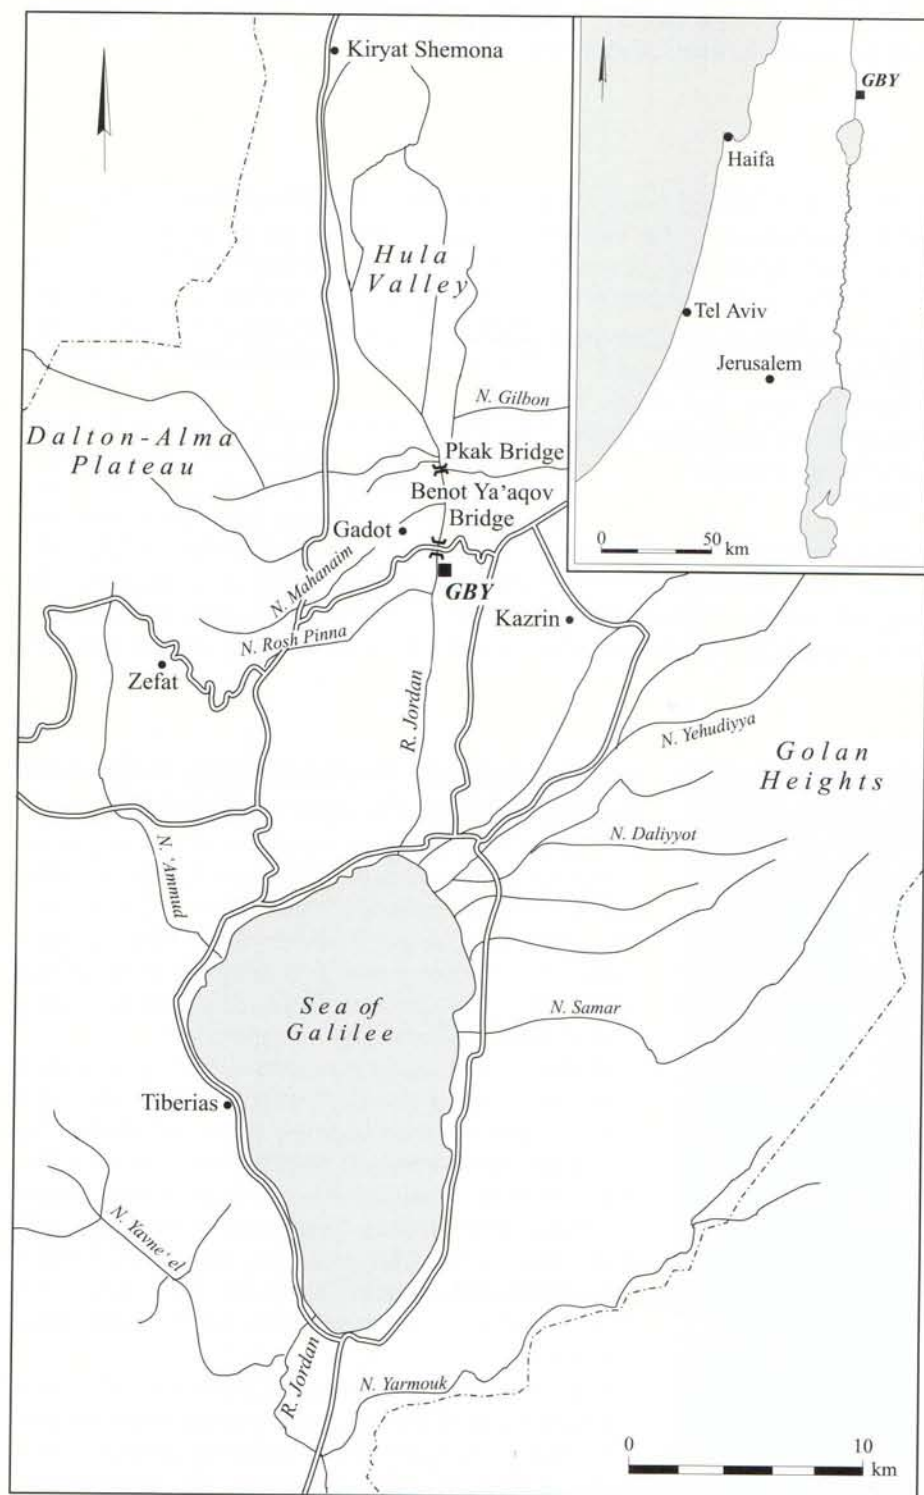 Kiryat Shemona
Hula
Valley
N. Gilbon
Dalton-Alma
Plateau
Pkak Bridge
Benot Ya'aqov
Bridge
Gadot
GBY
N. Mahanaim
N. Rosh Pinna
Kazrin
Zefat
R. Jordan
N. Yehudiyya
Golan
Heights
N. Daliyyot
N. 'Ammud
Sea of
Galilee
N. Samar
Tiberias
N. Yavne'el
R. Jordan
N. Yarmouk
0 10
km
GBY
Haifa
Tel Aviv
Jerusalem
0 50
km